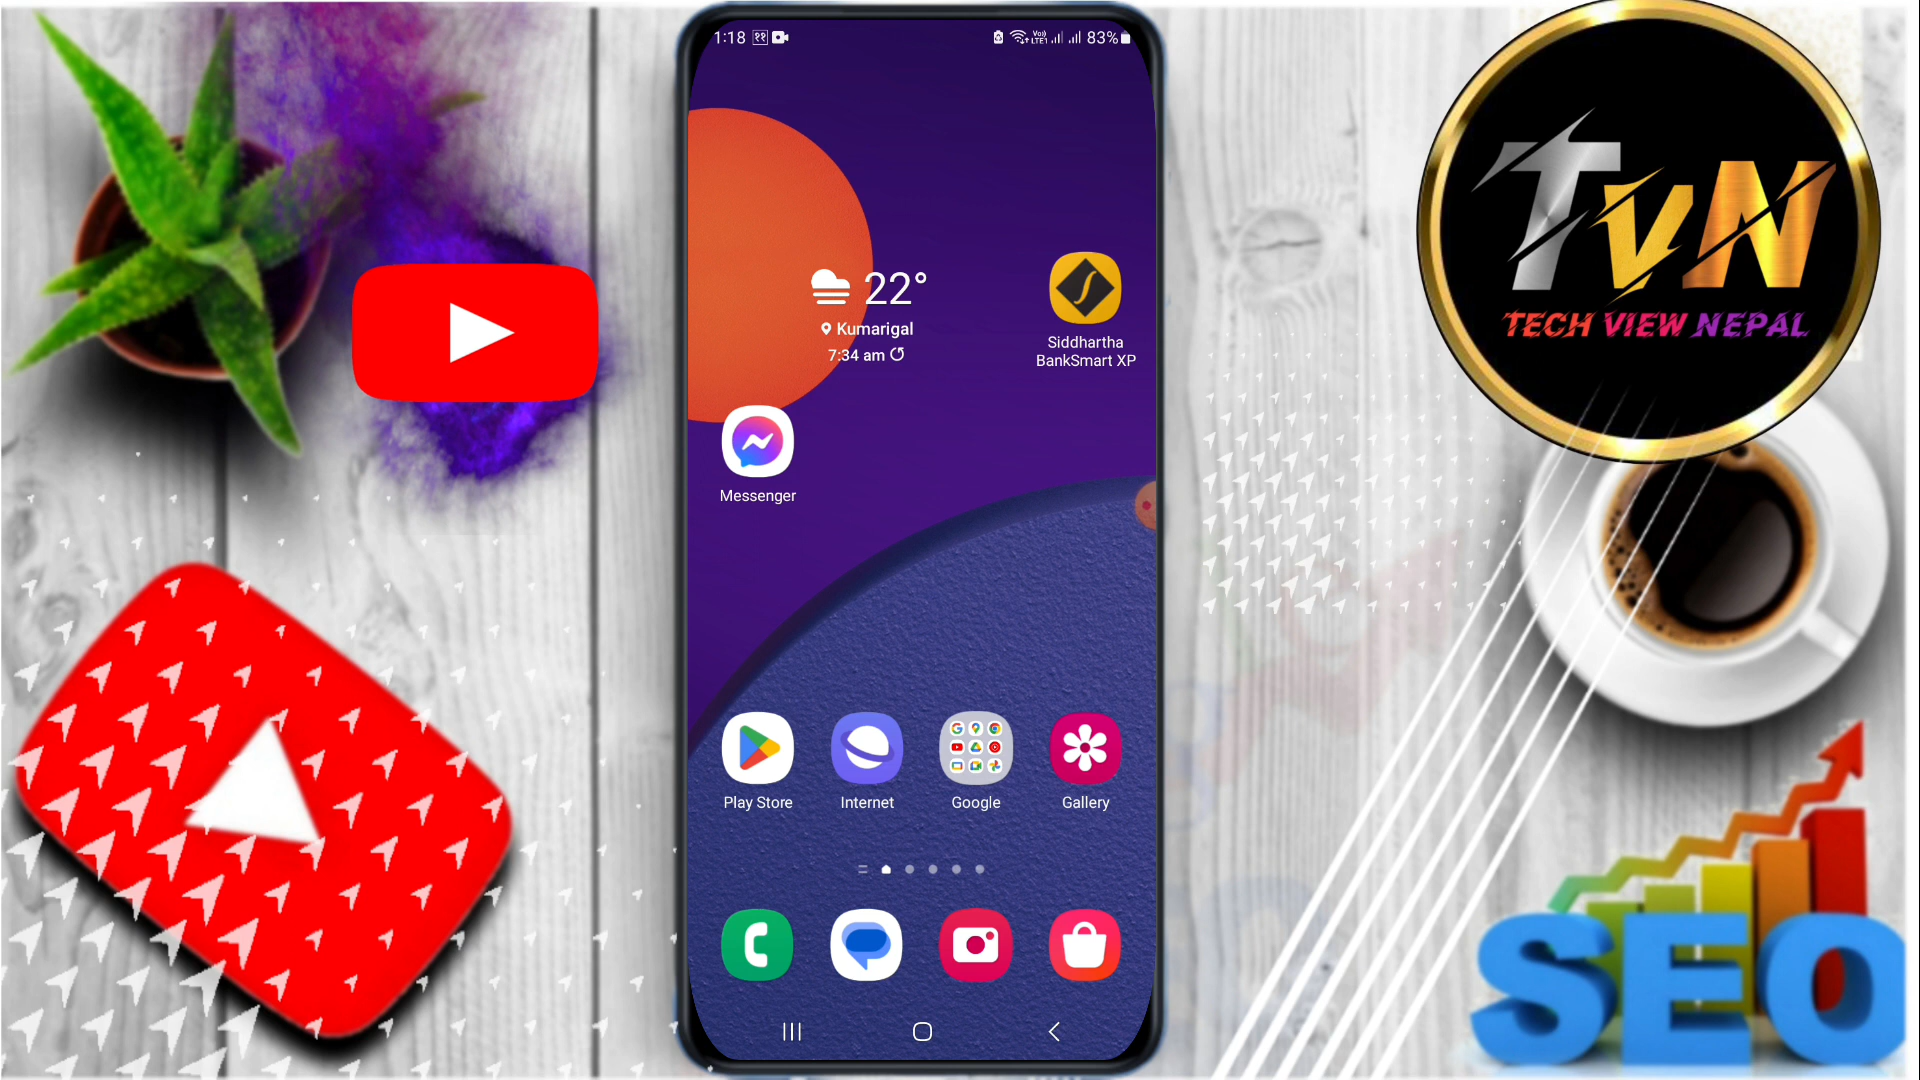 1:18 ११ 83%
22°
Kumarigal
7:34 am
Siddhartha
BankSmart XP
Messenger
Play Store
Internet
Google
Gallery
TvN
TECH VIEW NEPAL
SEO